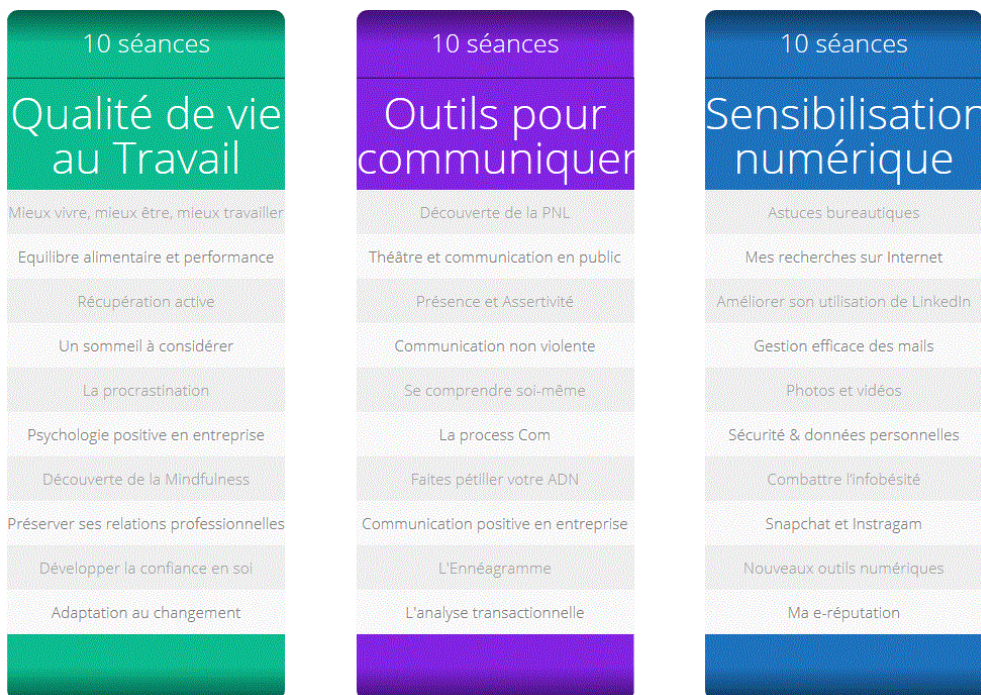 10 séances
Qualité de vie
au Travail
Mieux vivre, mieux être, mieux travailler
Equilibre alimentaire et performance
Récupération active
Un sommeil à considérer
La procrastination
Psychologie positive en entreprise
Découverte de la Mindfulness
Préserver ses relations professionnelles
Développer la confiance en soi
Adaptation au changement
10 séances
Outils pour
communiquer
Découverte de la PNL
Théâtre et communication en public
Présence et Assertivité
Communication non violente
Se comprendre soi-même
La process Com
Faites pétiller votre ADN
Communication positive en entreprise
L'Ennéagramme
L'analyse transactionnelle
10 séances
Sensibilisation
numérique
Astuces bureautiques
Mes recherches sur Internet
Améliorer son utilisation de LinkedIn
Gestion efficace des mails
Photos et vidéos
Sécurité & données personnelles
Combattre l'infobésité
Snapchat et Instragam
Nouveaux outils numériques
Ma e-réputation